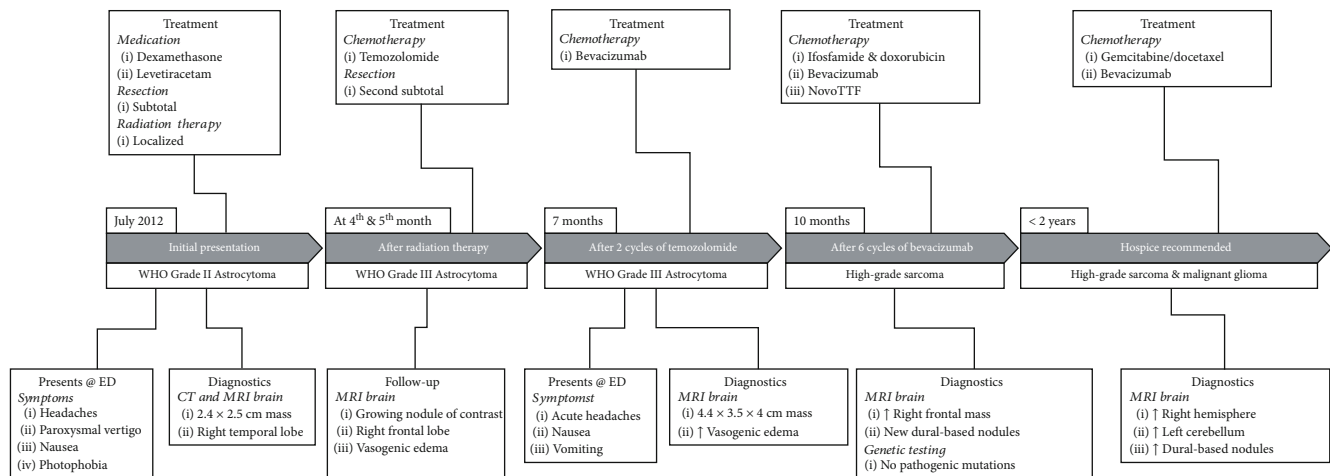 Treatment
Medication
(i) Dexamethasone
(ii) Levetiracetam
Resection
(i) Subtotal
Radiation therapy
(i) Localized
Treatment
Chemotherapy
(i) Temozolomide
Resection
(i) Second subtotal
Treatment
Chemotherapy
(i) Bevacizumab
Treatment
Chemotherapy
(i) Ifosfamide & doxorubicin
(ii) Bevacizumab
(iii) NovoTTF
Treatment
Chemotherapy
(i) Gemcitabine/docetaxel
(ii) Bevacizumab
July 2012
At 4th & 5th month
7 months
10 months
< 2 years
Initial presentation
After radiation therapy
After 2 cycles of temozolomide
After 6 cycles of bevacizumab
Hospice recommended
WHO Grade II Astrocytoma
WHO Grade III Astrocytoma
WHO Grade III Astrocytoma
High-grade sarcoma
High-grade sarcoma & malignant glioma
Presents @ ED
Symptoms
(i) Headaches
(ii) Paroxysmal vertigo
(iii) Nausea
(iv) Photophobia
Diagnostics
CT and MRI brain
(i) 2.4 × 2.5 cm mass
(ii) Right temporal lobe
Follow-up
MRI brain
(i) Growing nodule of contrast
(ii) Right frontal lobe
(iii) Vasogenic edema
Presents @ ED
Symptomst
(i) Acute headaches
(ii) Nausea
(iii) Vomiting
Diagnostics
MRI brain
(i) 4.4 × 3.5 × 4 cm mass
(ii) ↑ Vasogenic edema
Diagnostics
MRI brain
(i) ↑ Right frontal mass
(ii) New dural-based nodules
Genetic testing
(i) No pathogenic mutations
Diagnostics
MRI brain
(i) ↑ Right hemisphere
(ii) ↑ Left cerebellum
(iii) ↑ Dural-based nodules